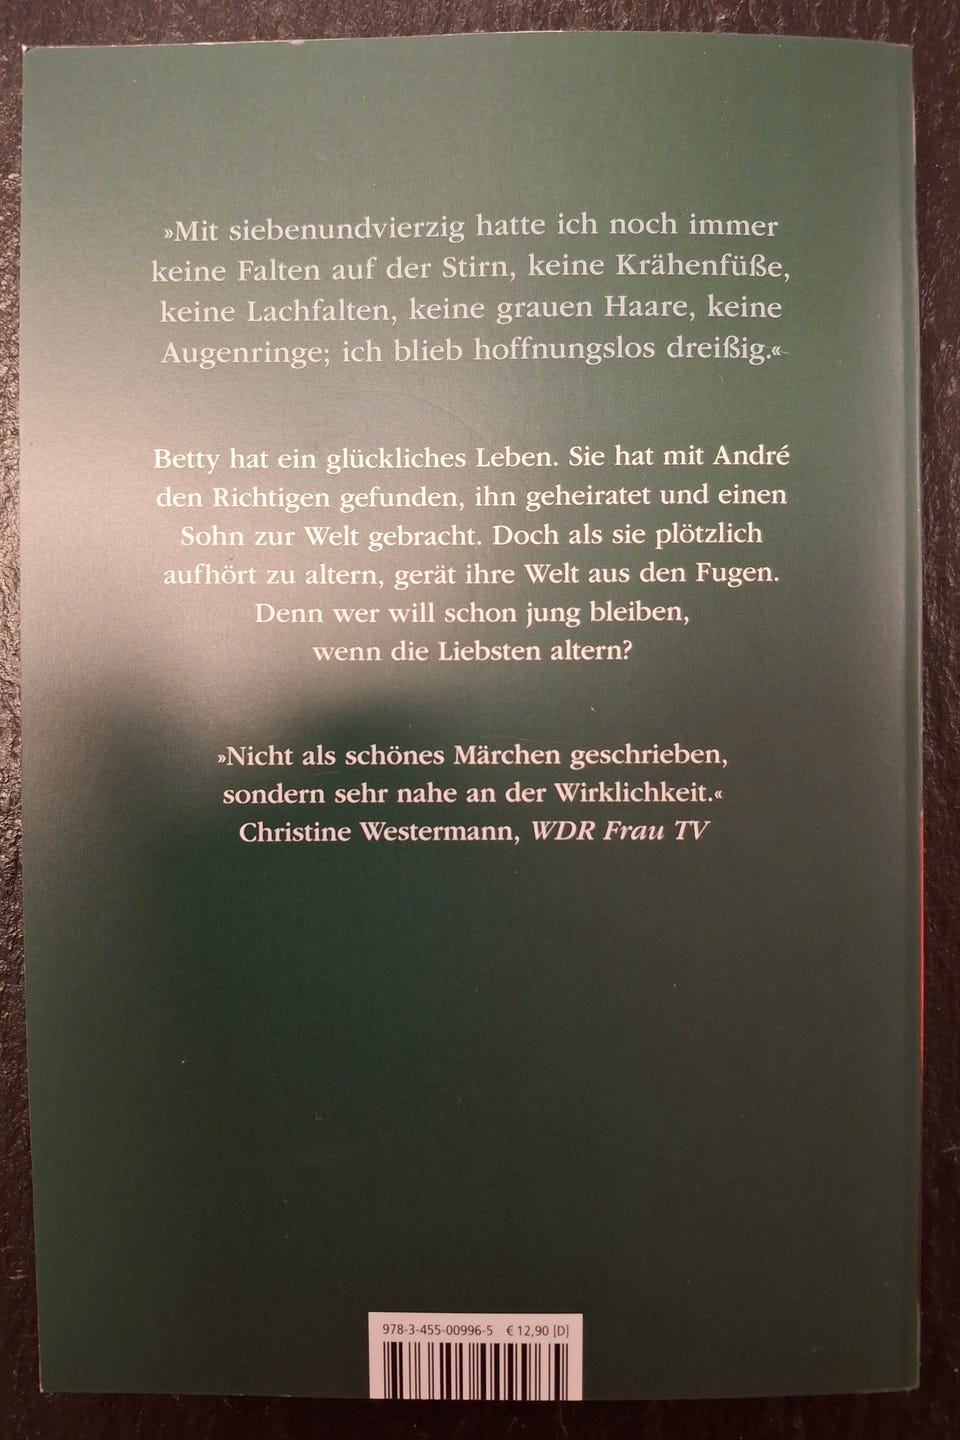 »Mit siebenundvierzig hatte ich noch immer
keine Falten auf der Stirn, keine Krähenfüße,
keine Lachfalten, keine grauen Haare, keine
Augenringe; ich blieb hoffnungslos dreißig.«
Betty hat ein glückliches Leben. Sie hat mit André
den Richtigen gefunden, ihn geheiratet und einen
Sohn zur Welt gebracht. Doch als sie plötzlich
aufhört zu altern, gerät ihre Welt aus den Fugen.
Denn wer will schon jung bleiben,
wenn die Liebsten altern?
»Nicht als schönes Märchen geschrieben,
sondern sehr nahe an der Wirklichkeit.«
Christine Westermann, WDR Frau TV
978-3-455-00996-5 € 12,90 [D]